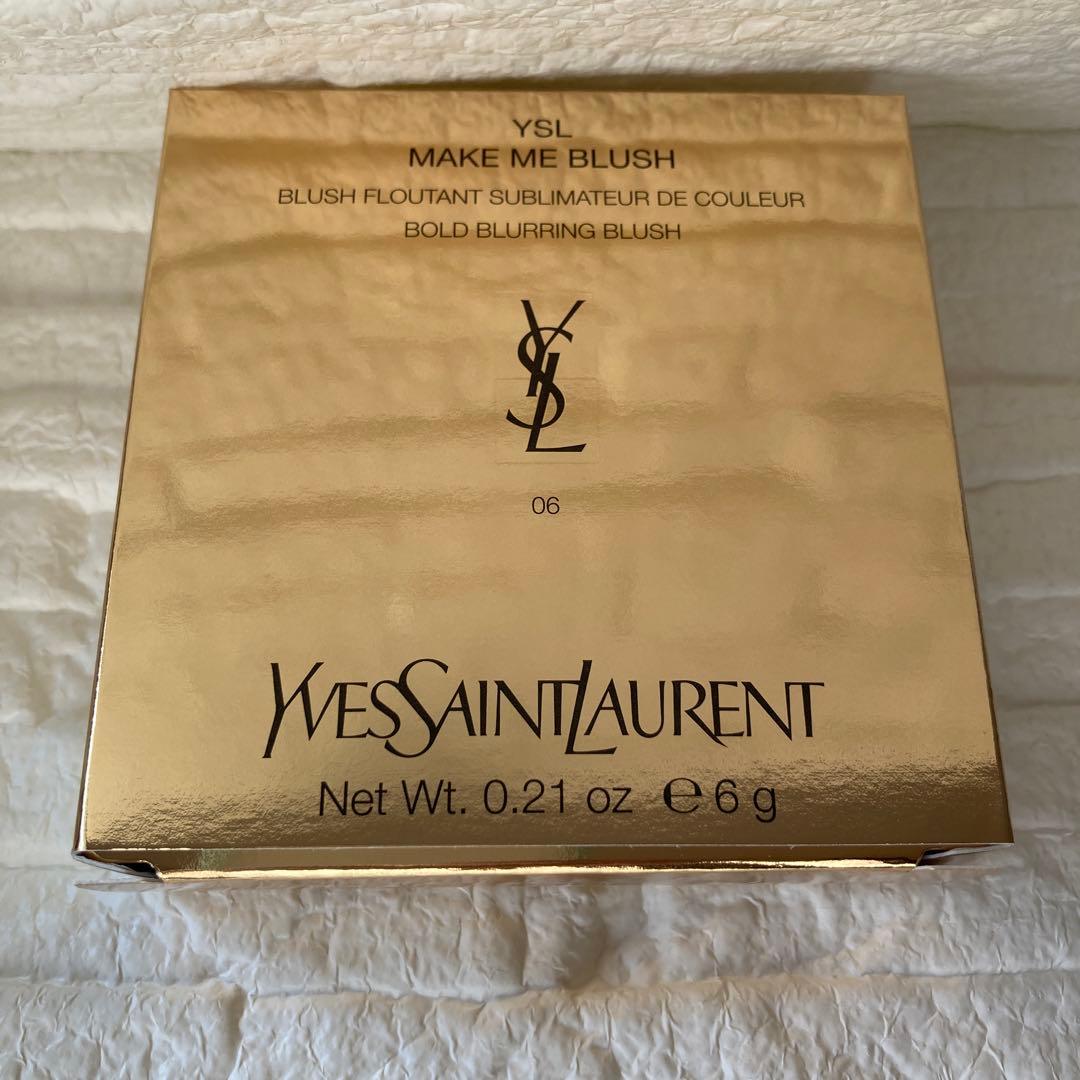 YSL
MAKE ME BLUSH
BLUSH FLOUTANT SUBLIMATEUR DE COULEUR
BOLD BLURRING BLUSH
YSL
06
YVESSAINTLAURENT
Net Wt. 0.21 oz ℮ 6 g